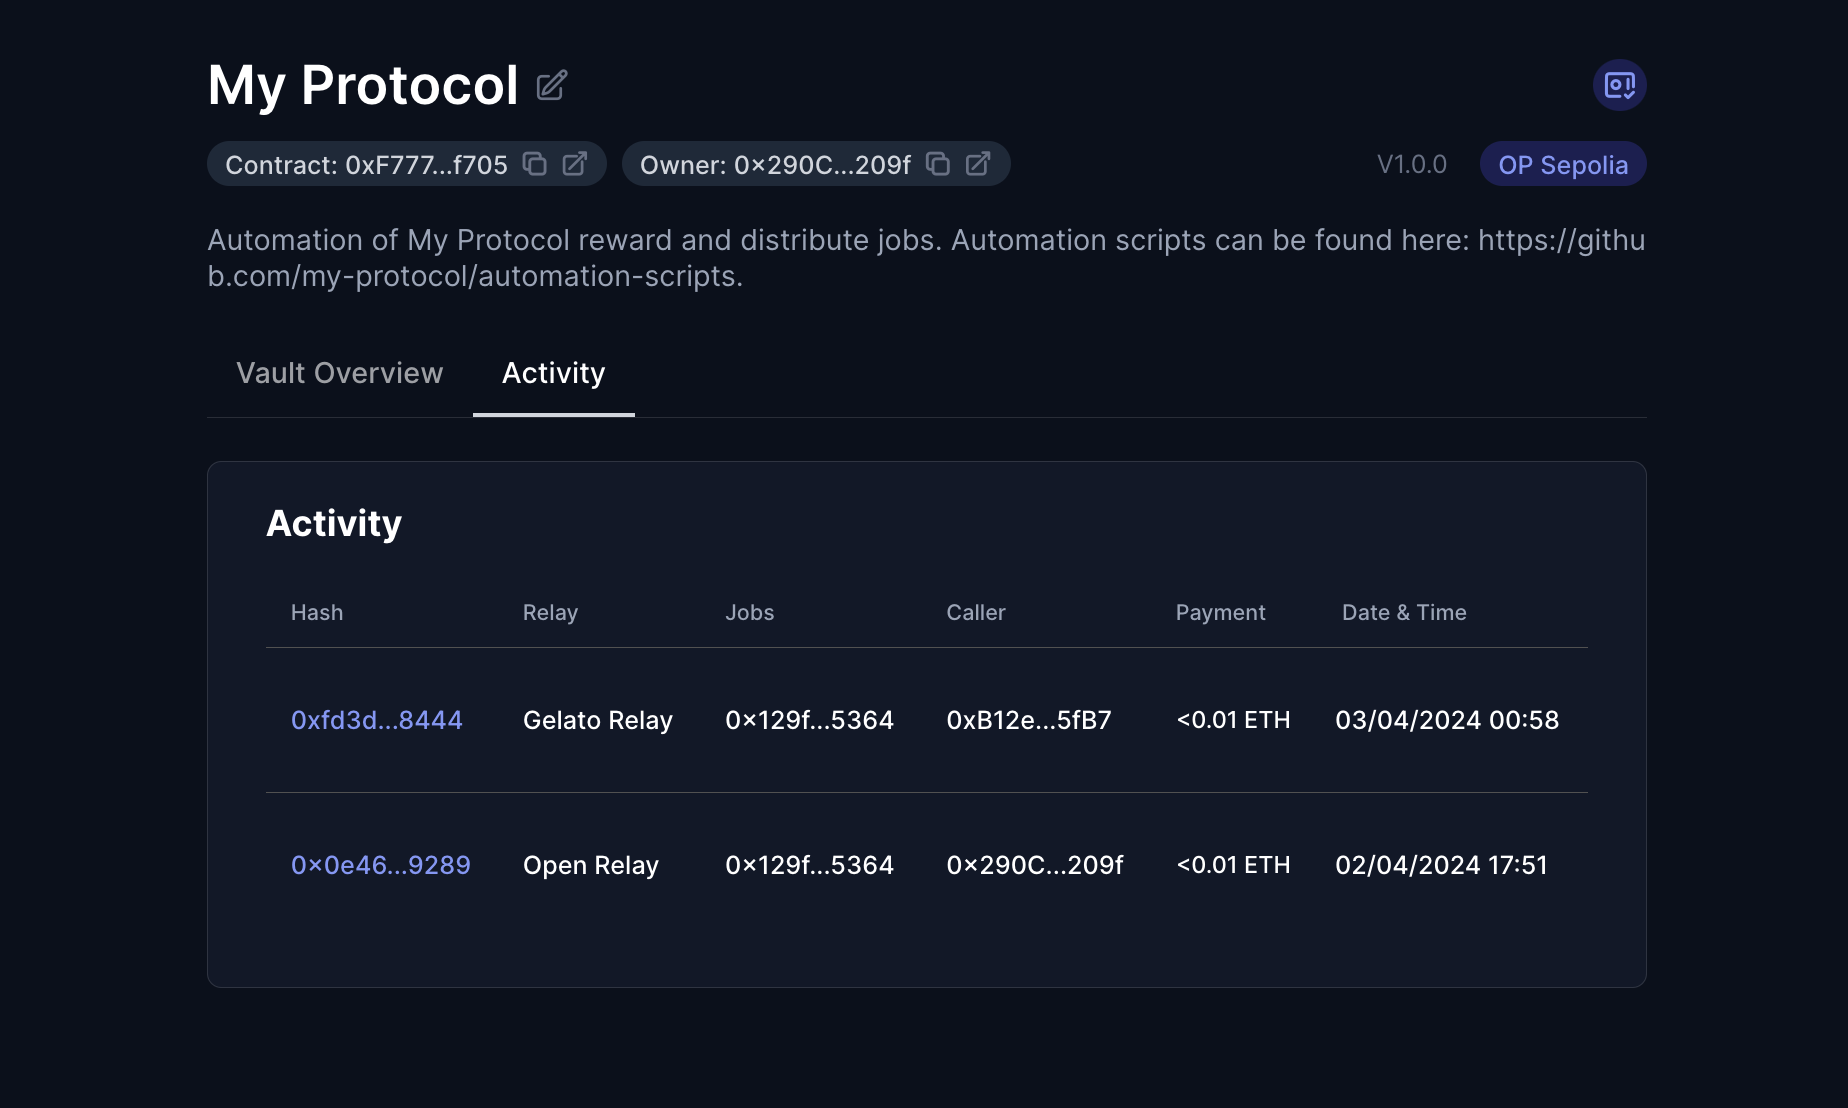 My Protocol
Contract: 0xF777...f705 Owner: 0x290C...209f V1.0.0 OP Sepolia
Automation of My Protocol reward and distribute jobs. Automation scripts can be found here: https://githu
b.com/my-protocol/automation-scripts.
Vault Overview Activity
Activity
Hash Relay Jobs Caller Payment Date & Time
0xfd3d...8444 Gelato Relay 0x129f...5364 0xB12e...5fB7 <0.01 ETH 03/04/2024 00:58
0x0e46...9289 Open Relay 0x129f...5364 0x290C...209f <0.01 ETH 02/04/2024 17:51